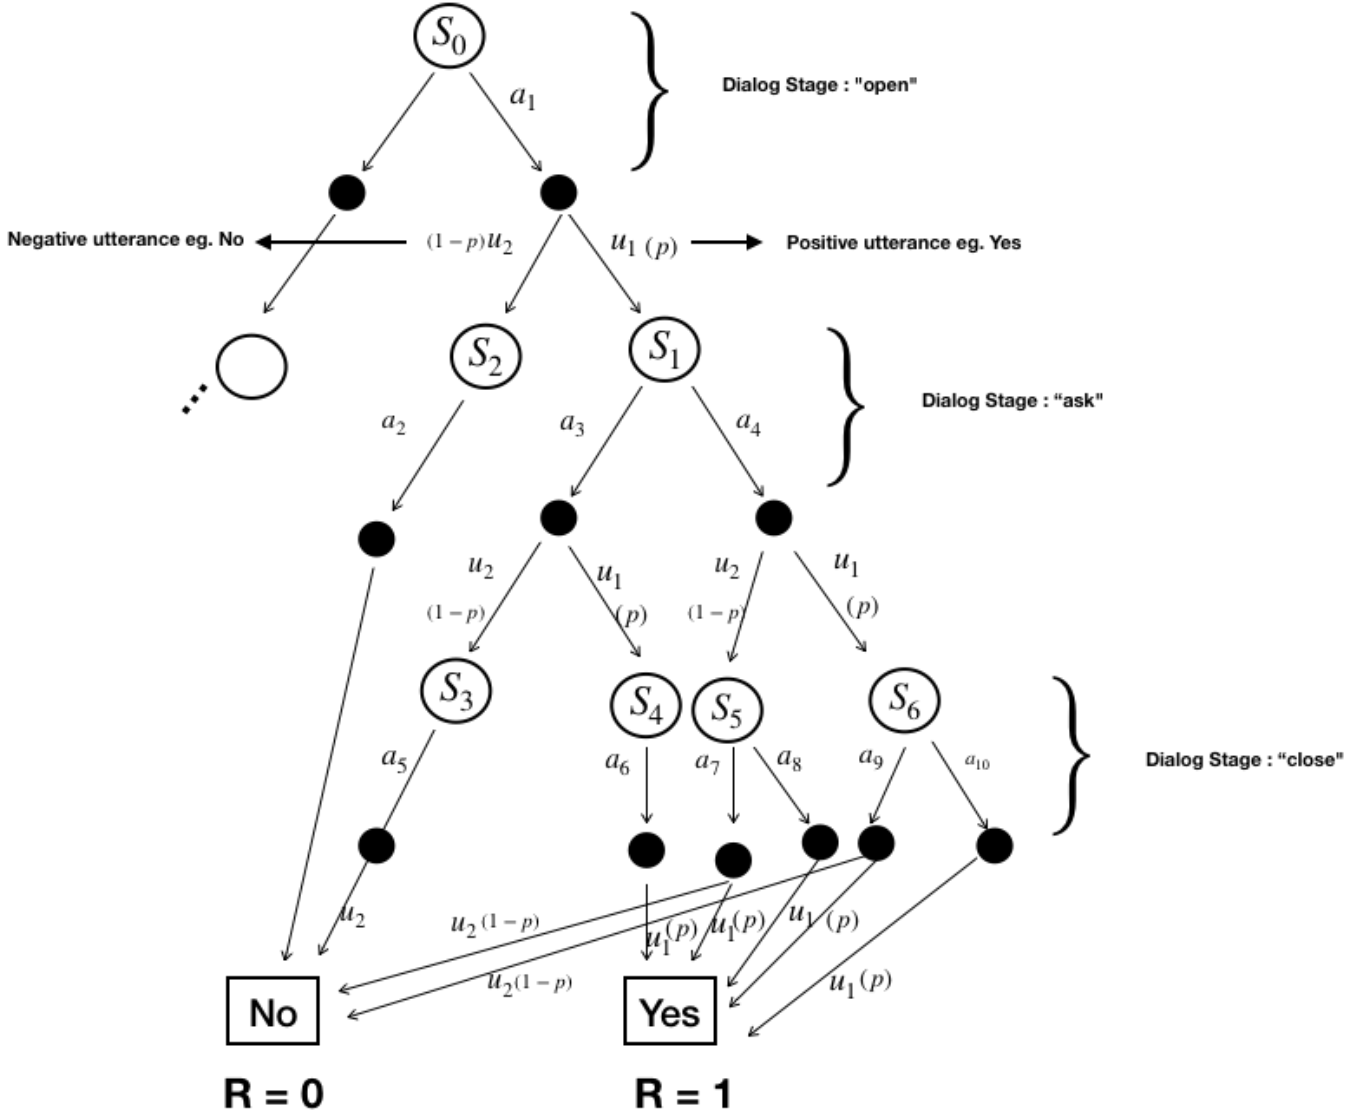 S0
a1
Dialog Stage : "open"
Negative utterance eg. No
(1 − p)u2
u1 (p)
Positive utterance eg. Yes
S2
S1
a2
a3
a4
Dialog Stage : “ask"
u2
(1 − p)
u1
(p)
u2
(1 − p)
u1
(p)
S3
S4
S5
S6
a5
a6
a7
a8
a9
a10
Dialog Stage : “close"
u2
u2 (1 − p)
u2(1 − p)
u1(p)
u1(p)
u1 (p)
u1 (p)
No
Yes
R = 0
R = 1